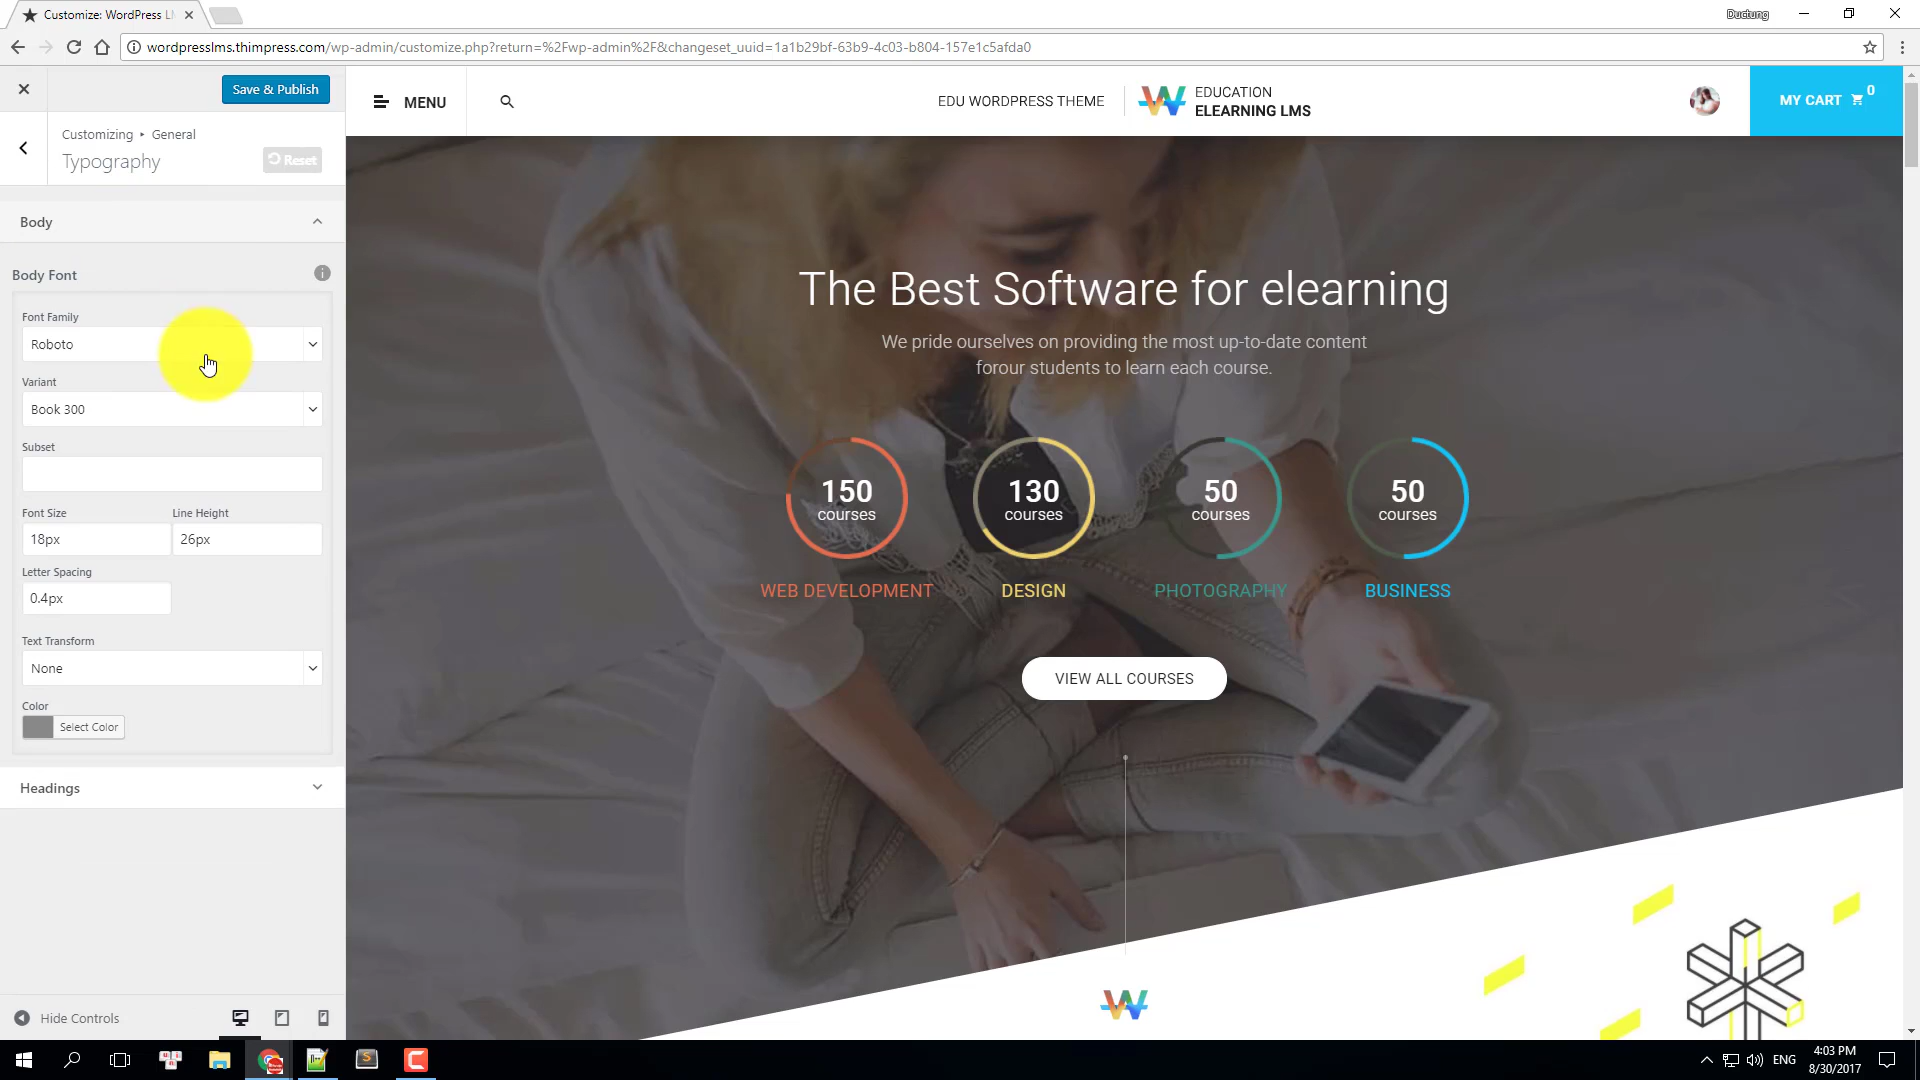 Customize: WordPress L
Ductung
wordpresslms.thimpress.com/wp-admin/customize.php?return=%2Fwp-admin%2F&changeset_uuid=1a1b29bf-63b9-4c03-b804-157e1c5afda0
Save & Publish
Customizing ▸ General
Typography
Reset
Body
Body Font
Font Family
Roboto
Variant
Book 300
Subset
Font Size
Line Height
18px
26px
Letter Spacing
0.4px
Text Transform
None
Color
Select Color
Headings
Hide Controls
MENU
EDU WORDPRESS THEME
EDUCATION
ELEARNING LMS
MY CART
0
The Best Software for elearning
We pride ourselves on providing the most up-to-date content
forour students to learn each course.
150
courses
130
courses
50
courses
50
courses
WEB DEVELOPMENT
DESIGN
PHOTOGRAPHY
BUSINESS
VIEW ALL COURSES
ENG
4:03 PM
8/30/2017